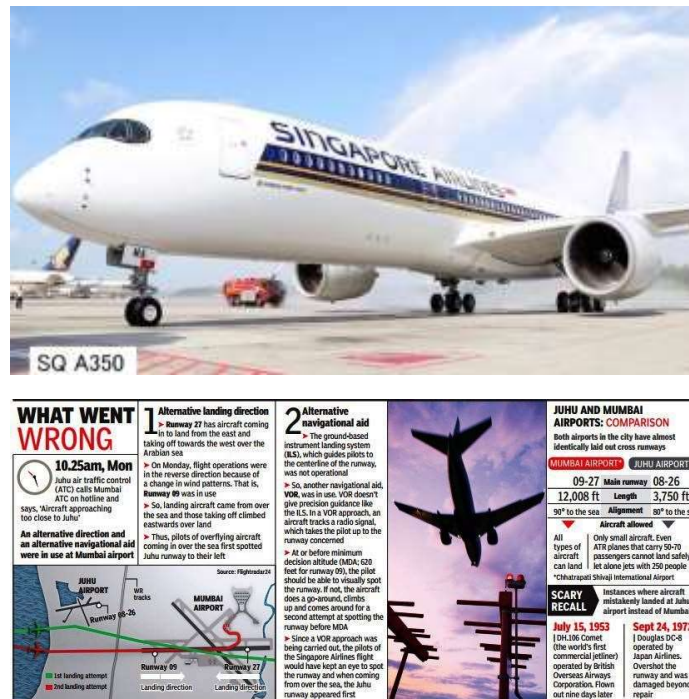 SINGAPORE AIRLINES
SQ A350
WHAT WENT
WRONG
10.25am, Mon
Juhu air traffic control
(ATC) calls Mumbai
ATC on hotline and
says, 'Aircraft approaching
too close to Juhu'
An alternative direction and
an alternative navigational aid
were in use at Mumbai airport
1 Alternative landing direction
➤ Runway 27 has aircraft coming
in to land from the east and
taking off towards the west over the
Arabian sea
➤ On Monday, flight operations were
in the reverse direction because of
a change in wind patterns. That is,
Runway 09 was in use
➤ So, landing aircraft came from over
the sea and those taking off climbed
eastwards over land
➤ Thus, pilots of overflying aircraft
coming in over the sea first spotted
Juhu runway to their left
Source: Flightradar24
JUHU
AIRPORT
WR
tracks
Runway 08-26
MUMBAI
AIRPORT
Runway 09
Landing direction
Runway 27
Landing direction
1st landing attempt
2nd landing attempt
2 Alternative
navigational aid
➤ The ground-based
instrument landing system
(ILS), which guides pilots to
the centerline of the runway,
was not operational
➤ So, another navigational aid,
VOR, was in use. VOR doesn't
give precision guidance like
the ILS. In a VOR approach, an
aircraft tracks a radio signal,
which takes the pilot up to the
runway concerned
➤ At or before minimum
decision altitude (MDA; 620
feet for runway 09), the pilot
should be able to visually spot
the runway. If not, the aircraft
does a go-around, climbs
up and comes around for a
second attempt at spotting the
runway before MDA
➤ Since a VOR approach was
being carried out, the pilots of
the Singapore Airlines flight
would have kept an eye to spot
the runway and when coming
from over the sea, the Juhu
runway appeared first
JUHU AND MUMBAI
AIRPORTS: COMPARISON
Both airports in the city have almost
identically laid out cross runways
MUMBAI AIRPORT* JUHU AIRPORT
09-27 Main runway 08-26
12,008 ft Length 3,750 ft
90° to the sea Alignment 80° to the s
Aircraft allowed
All
types of
aircraft
can land
Only small aircraft. Even
ATR planes that carry 50-70
passengers cannot land safely
let alone jets with 250 people
*Chhatrapati Shivaji International Airport
SCARY
RECALL
Instances where aircraft
mistakenly landed at Juhu
airport instead of Mumba
July 15, 1953
DH.106 Comet
(the world's first
commercial jetliner)
operated by British
Overseas Airways
Corporation. Flown
out nine days later
Sept 24, 1972
Douglas DC-8
operated by
Japan Airlines.
Overshot the
runway and was
damaged beyond
repair